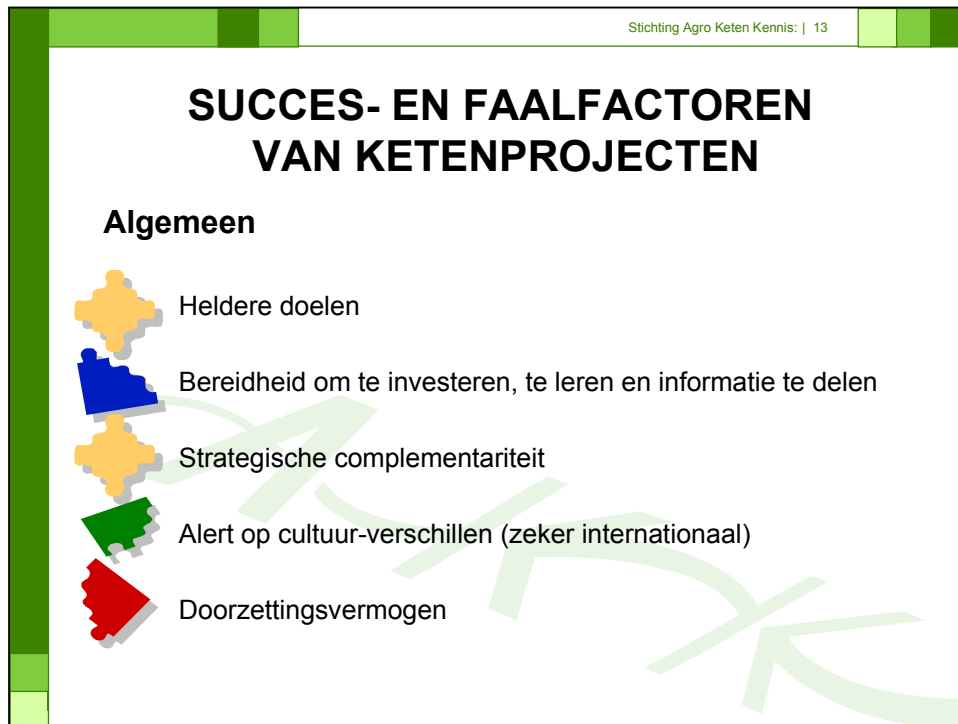 Stichting Agro Keten Kennis: | 13
SUCCES- EN FAALFACTOREN
VAN KETENPROJECTEN
Algemeen
Heldere doelen
Bereidheid om te investeren, te leren en informatie te delen
Strategische complementariteit
Alert op cultuur-verschillen (zeker internationaal)
Doorzettingsvermogen
AKK